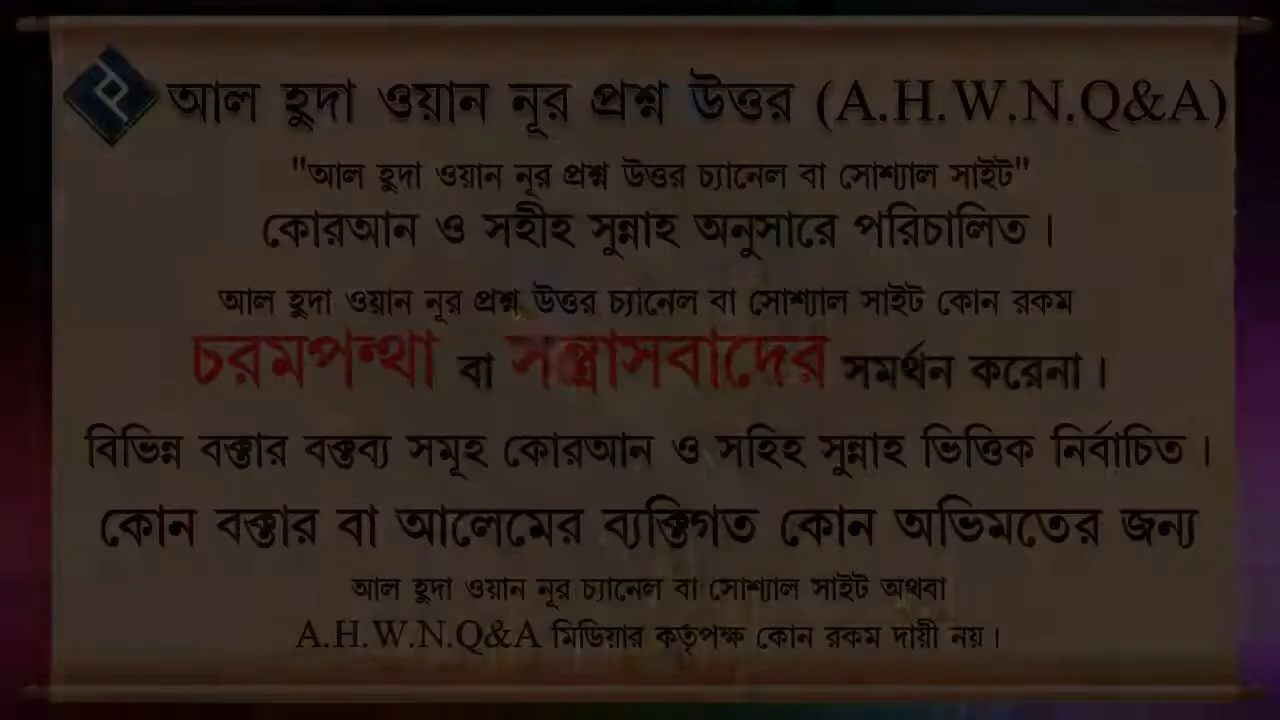 আল হুদা ওয়ান নূর প্রশ্ন উত্তর (A.H.W.N.Q&A)
"আল হুদা ওয়ান নূর প্রশ্ন উত্তর চ্যানেল বা সোশ্যাল সাইট"
কোরআন ও সহীহ সুন্নাহ অনুসারে পরিচালিত ।
আল হুদা ওয়ান নূর প্রশ্ন উত্তর চ্যানেল বা সোশ্যাল সাইট কোন রকম
চরমপন্থা বা সন্ত্রাসবাদের সমর্থন করেনা ।
বিভিন্ন বক্তার বক্তব্য সমূহ কোরআন ও সহিহ সুন্নাহ ভিত্তিক নির্বাচিত ।
কোন বক্তার বা আলেমের ব্যক্তিগত কোন অভিমতের জন্য
আল হুদা ওয়ান নূর চ্যানেল বা সোশ্যাল সাইট অথবা
A.H.W.N.Q&A মিডিয়ার কর্তৃপক্ষ কোন রকম দায়ী নয় ।